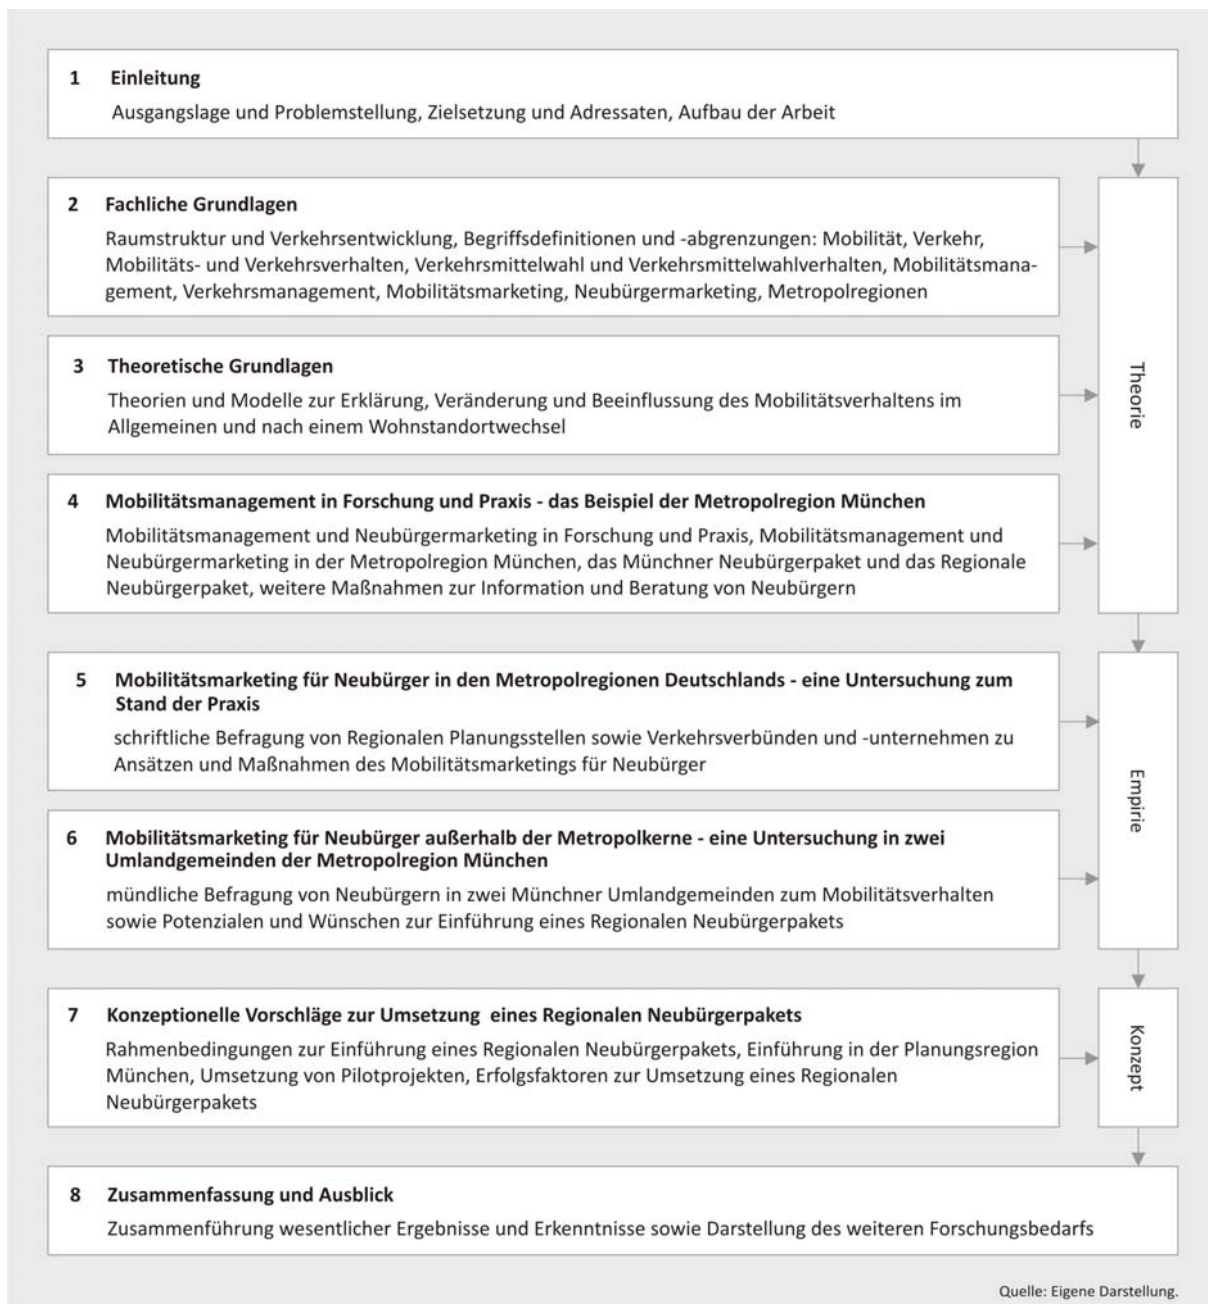 1 Einleitung
Ausgangslage und Problemstellung, Zielsetzung und Adressaten, Aufbau der Arbeit
2 Fachliche Grundlagen
Raumstruktur und Verkehrsentwicklung, Begriffsdefinitionen und -abgrenzungen: Mobilität, Verkehr,
Mobilitäts- und Verkehrsverhalten, Verkehrsmittelwahl und Verkehrsmittelwahlverhalten, Mobilitätsmana-
gement, Verkehrsmanagement, Mobilitätsmarketing, Neubürgermarketing, Metropolregionen
3 Theoretische Grundlagen
Theorien und Modelle zur Erklärung, Veränderung und Beeinflussung des Mobilitätsverhaltens im
Allgemeinen und nach einem Wohnstandortwechsel
4 Mobilitätsmanagement in Forschung und Praxis - das Beispiel der Metropolregion München
Mobilitätsmanagement und Neubürgermarketing in Forschung und Praxis, Mobilitätsmanagement und
Neubürgermarketing in der Metropolregion München, das Münchner Neubürgerpaket und das Regionale
Neubürgerpaket, weitere Maßnahmen zur Information und Beratung von Neubürgern
Theorie
5 Mobilitätsmarketing für Neubürger in den Metropolregionen Deutschlands - eine Untersuchung zum
Stand der Praxis
schriftliche Befragung von Regionalen Planungsstellen sowie Verkehrsverbünden und -unternehmen zu
Ansätzen und Maßnahmen des Mobilitätsmarketings für Neubürger
6 Mobilitätsmarketing für Neubürger außerhalb der Metropolkerne - eine Untersuchung in zwei
Umlandgemeinden der Metropolregion München
mündliche Befragung von Neubürgern in zwei Münchner Umlandgemeinden zum Mobilitätsverhalten
sowie Potenzialen und Wünschen zur Einführung eines Regionalen Neubürgerpakets
Empirie
7 Konzeptionelle Vorschläge zur Umsetzung eines Regionalen Neubürgerpakets
Rahmenbedingungen zur Einführung eines Regionalen Neubürgerpakets, Einführung in der Planungsregion
München, Umsetzung von Pilotprojekten, Erfolgsfaktoren zur Umsetzung eines Regionalen
Neubürgerpakets
Konzept
8 Zusammenfassung und Ausblick
Zusammenführung wesentlicher Ergebnisse und Erkenntnisse sowie Darstellung des weiteren Forschungsbedarfs
Quelle: Eigene Darstellung.